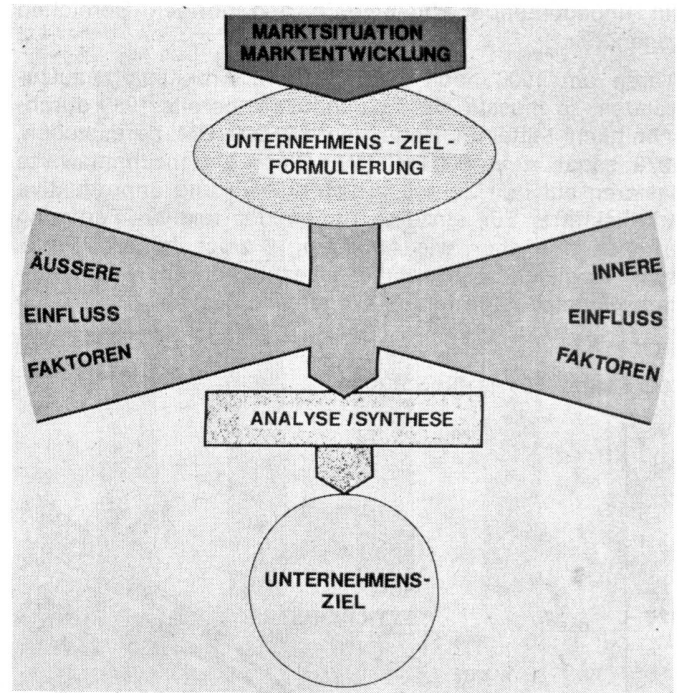 MARKTSITUATION
MARKTENTWICKLUNG
UNTERNEHMENS - ZIEL -
FORMULIERUNG
ÄUSSERE
EINFLUSS
FAKTOREN
INNERE
EINFLUSS
FAKTOREN
ANALYSE / SYNTHESE
UNTERNEHMENS-
ZIEL